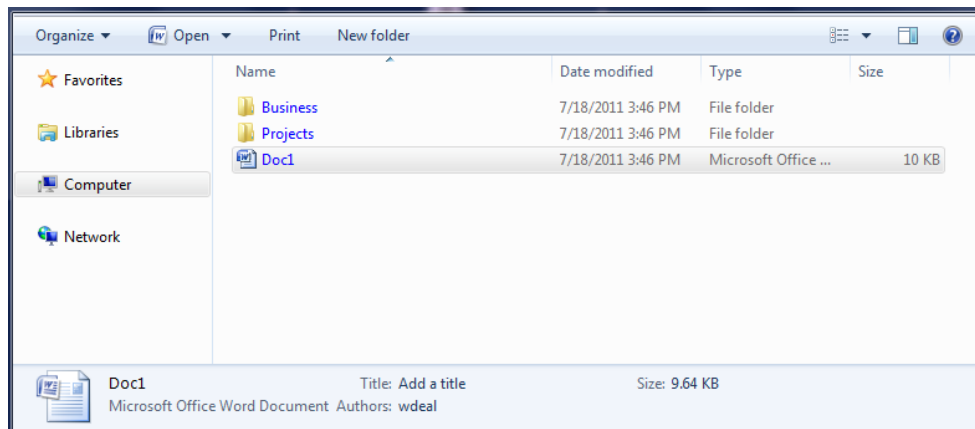 Organize Open Print New folder
Favorites
Libraries
Computer
Network
Name Date modified Type Size
Business 7/18/2011 3:46 PM File folder
Projects 7/18/2011 3:46 PM File folder
Doc1 7/18/2011 3:46 PM Microsoft Office ... 10 KB
Doc1 Title: Add a title Size: 9.64 KB
Microsoft Office Word Document Authors: wdeal